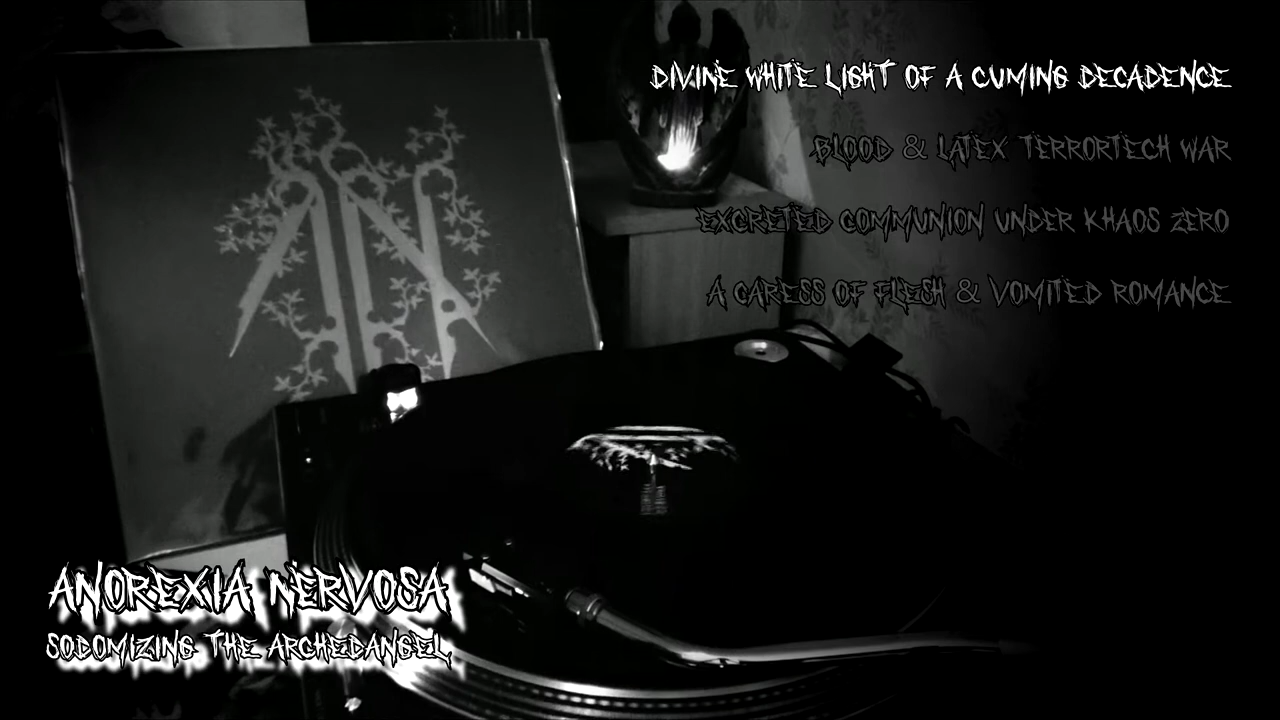 DIVINE WHITE LIGHT OF A CUMING DECADENCE
BLOOD & LATEX TERRORTECH WAR
EXCRETED COMMUNION UNDER KHAOS ZERO
A CARESS OF FLESH & VOMITED ROMANCE
AN
ANOREXIA NERVOSA
SODOMIZING THE ARCHEDANGEL